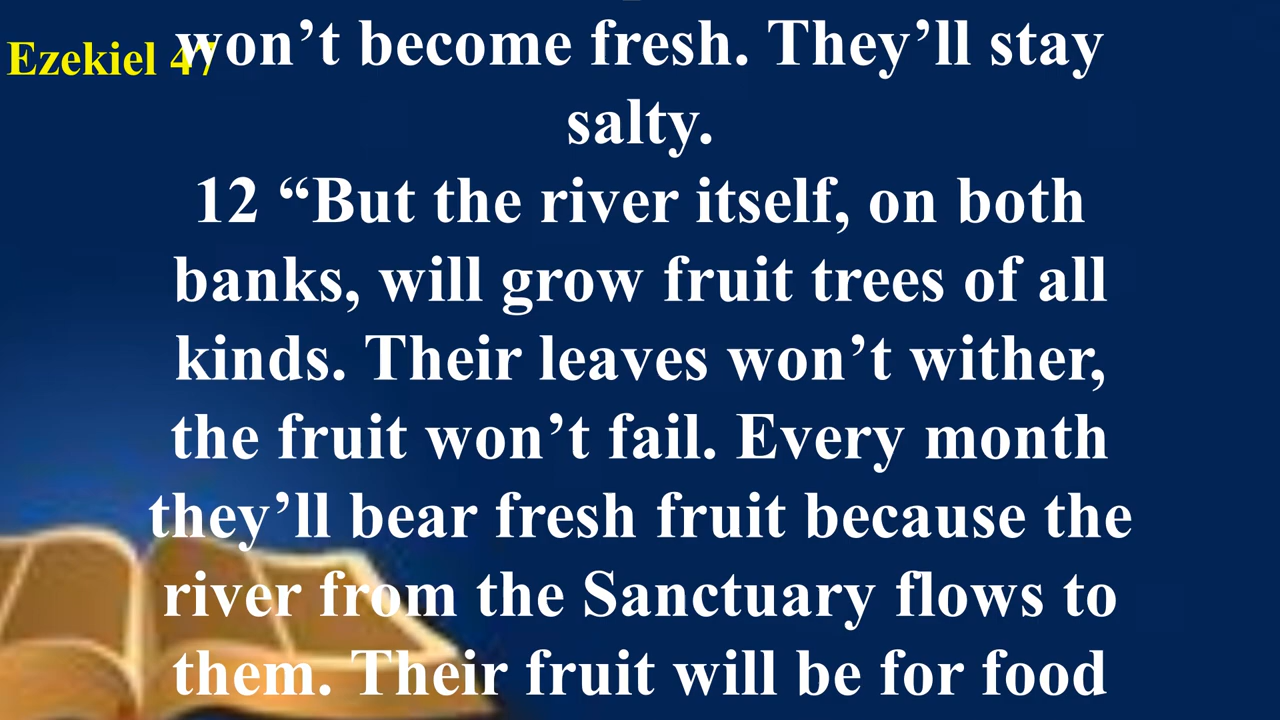 Ezekiel 47
won’t become fresh. They’ll stay
salty.
12 “But the river itself, on both
banks, will grow fruit trees of all
kinds. Their leaves won’t wither,
the fruit won’t fail. Every month
they’ll bear fresh fruit because the
river from the Sanctuary flows to
them. Their fruit will be for food